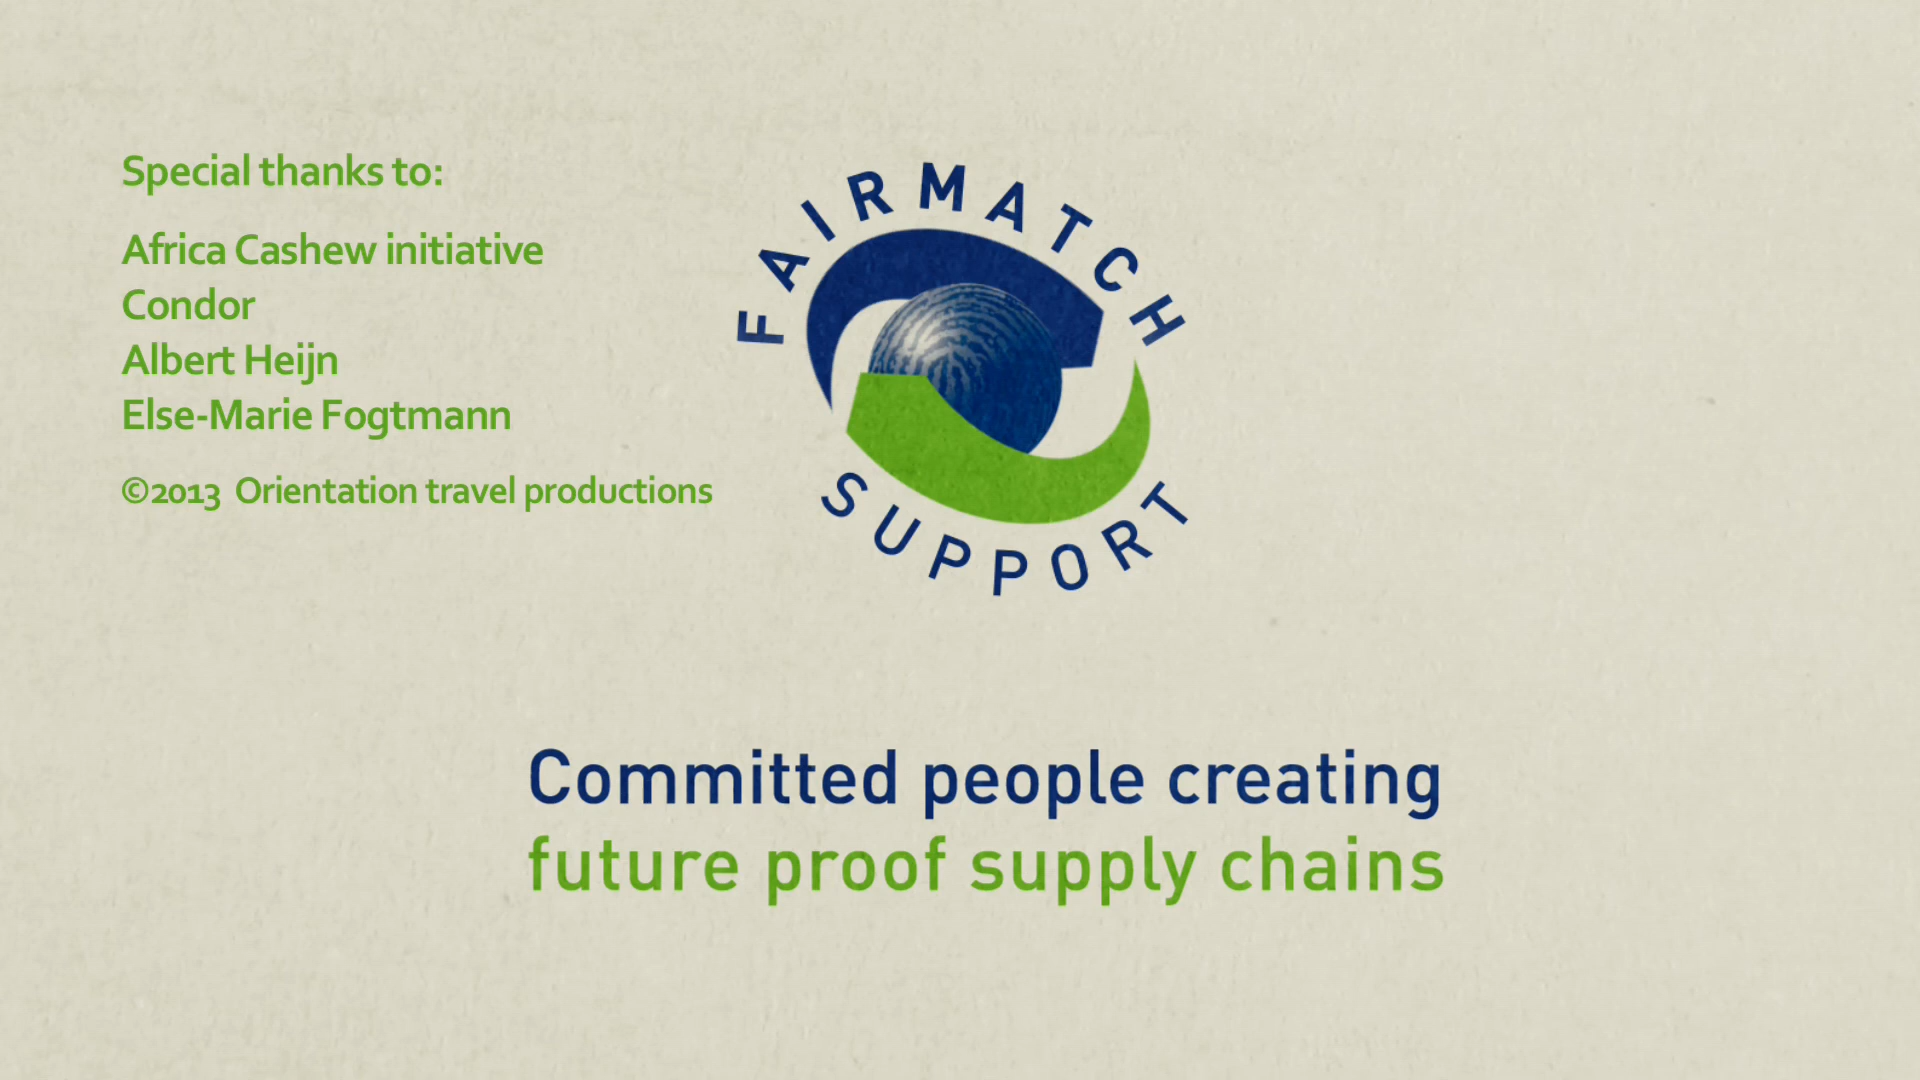 Special thanks to:
Africa Cashew initiative
Condor
Albert Heijn
Else-Marie Fogtmann
©2013 Orientation travel productions
FAIRMATCH
SUPPORT
Committed people creating
future proof supply chains